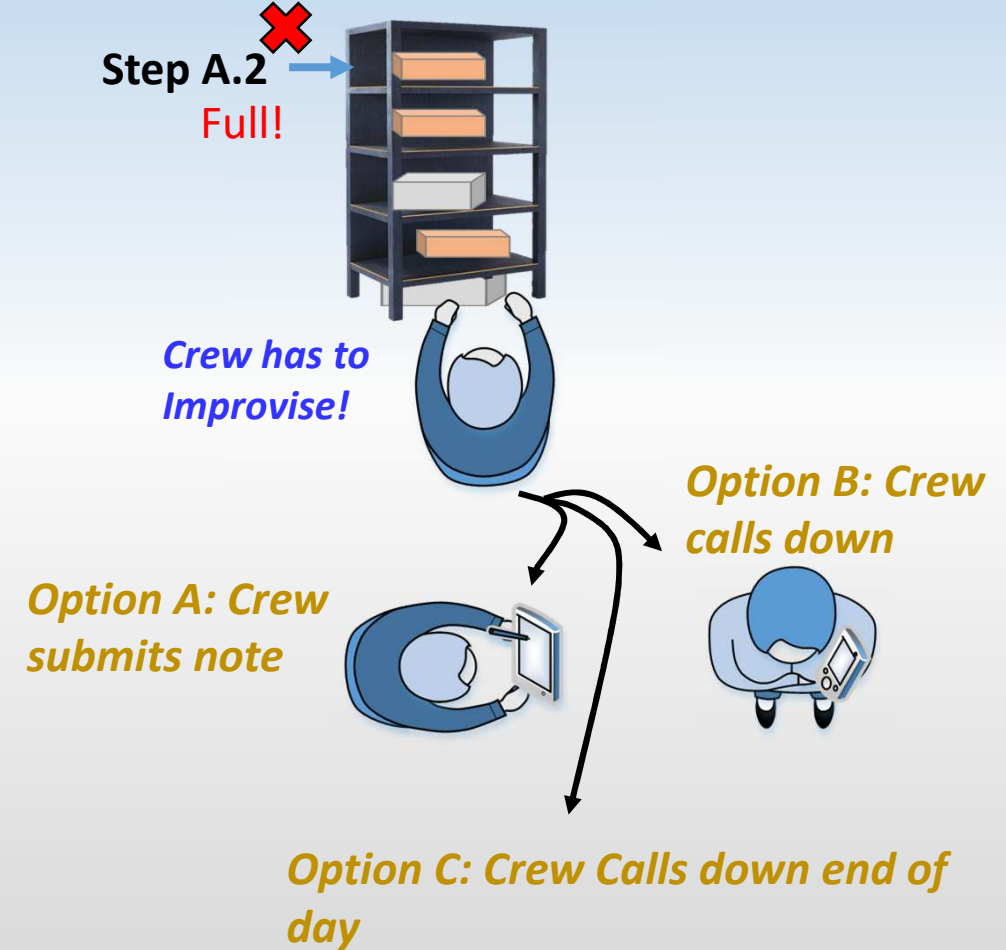 Step A.2
Full!
Crew has to
Improvise!
Option B: Crew
calls down
Option A: Crew
submits note
Option C: Crew Calls down end of
day